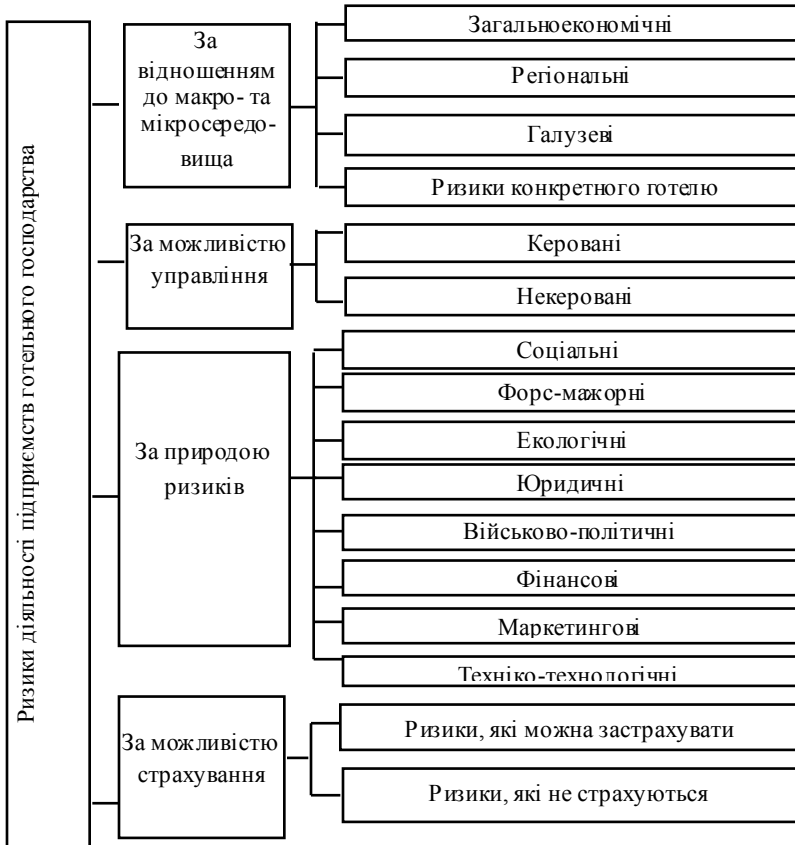 Ризики діяльності підприємств готельного господарства
За
відношенням
до макро- та
мікросередо-
вища
Загальноекономічні
Регіональні
Галузеві
Ризики конкретного готелю
За можливістю
управління
Керовані
Некеровані
За природою
ризиків
Соціальні
Форс-мажорні
Екологічні
Юридичні
Військово-політичні
Фінансові
Маркетингові
Техніко-технологічні
За можливістю
страхування
Ризики, які можна застрахувати
Ризики, які не страхуються